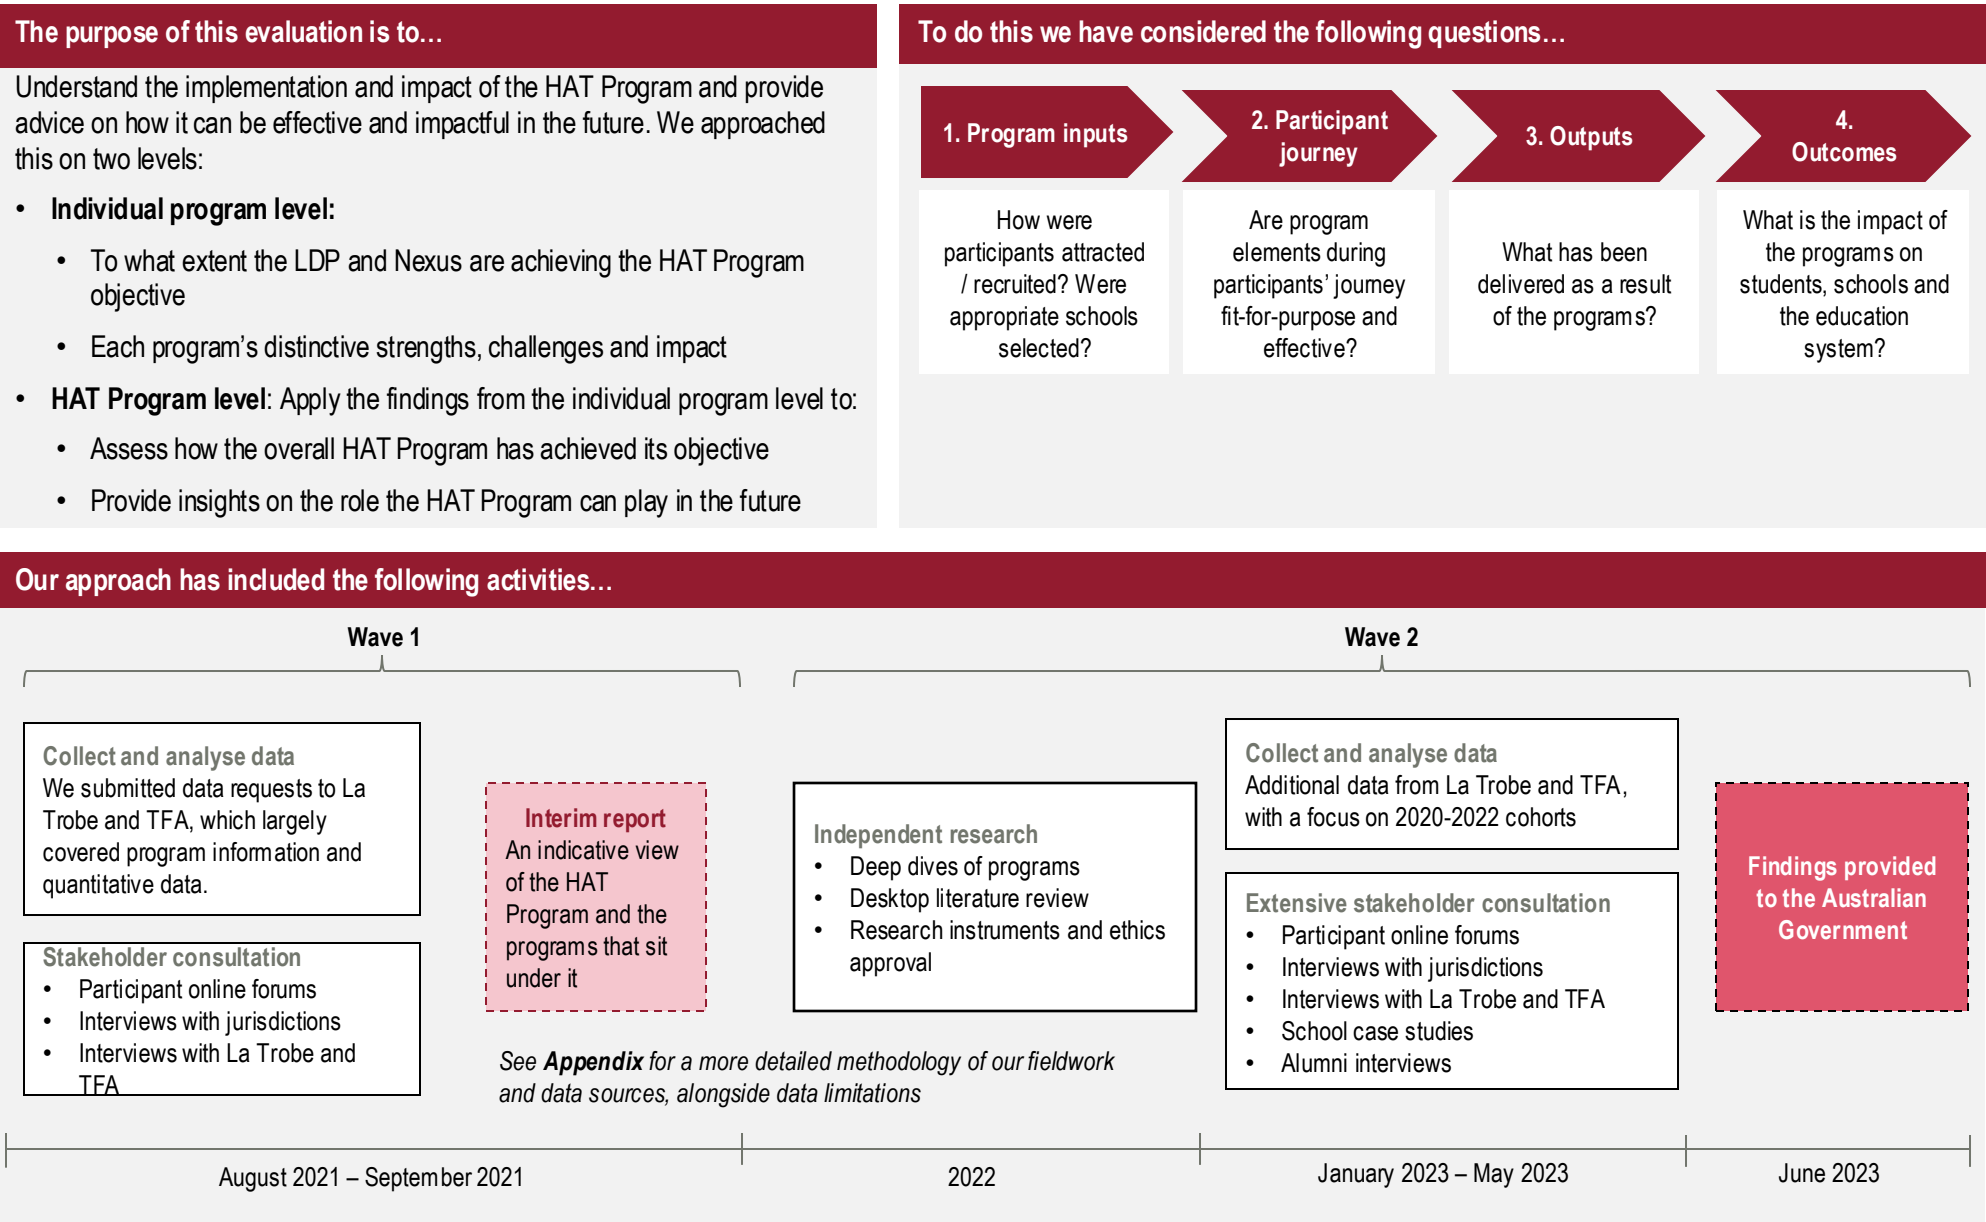 The purpose of this evaluation is to…
Understand the implementation and impact of the HAT Program and provide
advice on how it can be effective and impactful in the future. We approached
this on two levels:
• Individual program level:
• To what extent the LDP and Nexus are achieving the HAT Program
objective
• Each program’s distinctive strengths, challenges and impact
• HAT Program level: Apply the findings from the individual program level to:
• Assess how the overall HAT Program has achieved its objective
• Provide insights on the role the HAT Program can play in the future
To do this we have considered the following questions…
1. Program inputs
How were
participants attracted
/ recruited? Were
appropriate schools
selected?
2. Participant
journey
Are program
elements during
participants’ journey
fit-for-purpose and
effective?
3. Outputs
What has been
delivered as a result
of the programs?
4.
Outcomes
What is the impact of
the programs on
students, schools and
the education
system?
Our approach has included the following activities…
Wave 1
Collect and analyse data
We submitted data requests to La
Trobe and TFA, which largely
covered program information and
quantitative data.
Stakeholder consultation
• Participant online forums
• Interviews with jurisdictions
• Interviews with La Trobe and
TFA
Interim report
An indicative view
of the HAT
Program and the
programs that sit
under it
Wave 2
Independent research
• Deep dives of programs
• Desktop literature review
• Research instruments and ethics
approval
Collect and analyse data
Additional data from La Trobe and TFA,
with a focus on 2020-2022 cohorts
Extensive stakeholder consultation
• Participant online forums
• Interviews with jurisdictions
• Interviews with La Trobe and TFA
• School case studies
• Alumni interviews
Findings provided
to the Australian
Government
See Appendix for a more detailed methodology of our fieldwork
and data sources, alongside data limitations
August 2021 – September 2021
2022
January 2023 – May 2023
June 2023